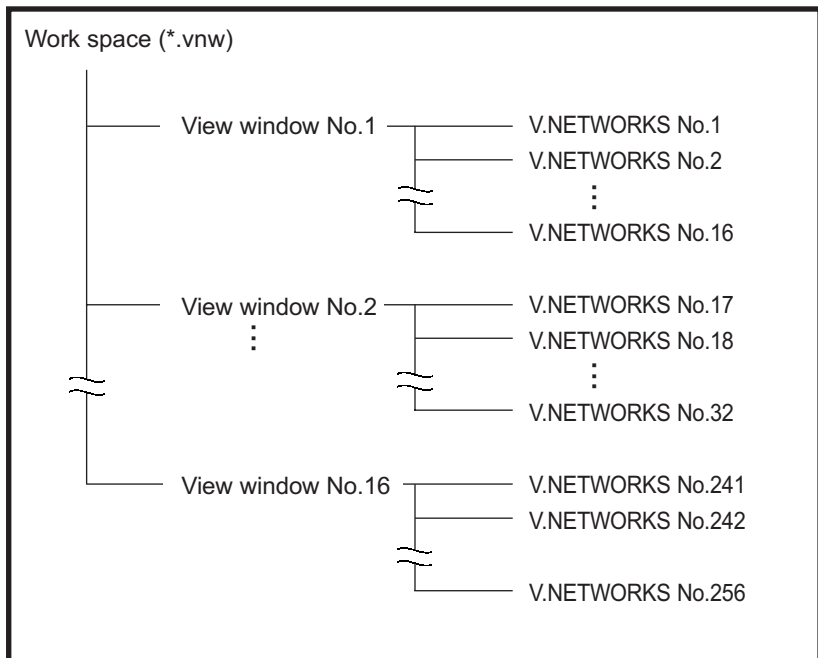 Work space (*.vnw)
View window No.1
V.NETWORKS No.1
V.NETWORKS No.2
⋮
V.NETWORKS No.16
View window No.2
V.NETWORKS No.17
⋮
V.NETWORKS No.18
⋮
V.NETWORKS No.32
View window No.16
V.NETWORKS No.241
V.NETWORKS No.242
V.NETWORKS No.256